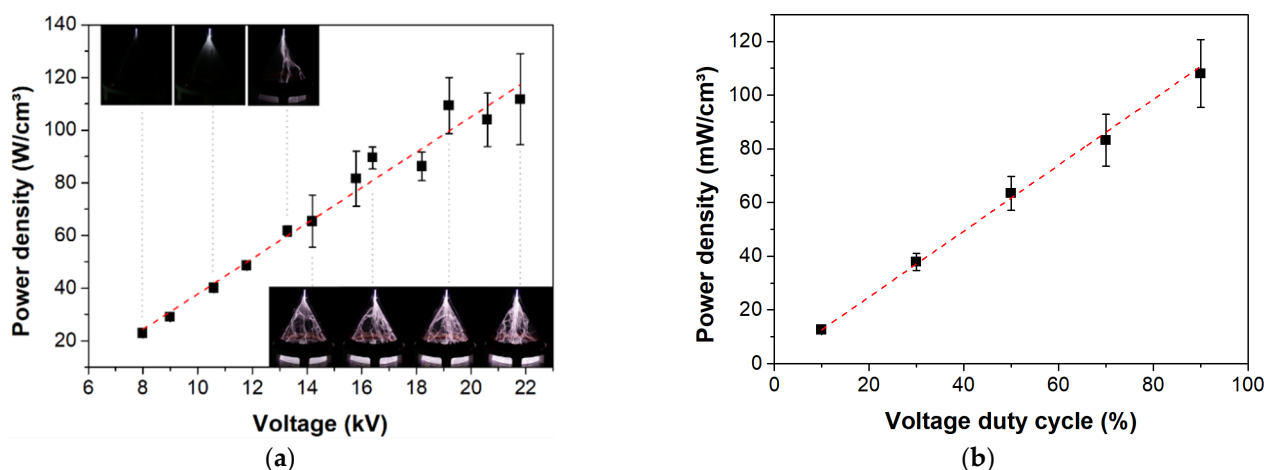 Power density (W/cm³)
120
100
80
60
40
20
6 8 10 12 14 16 18 20 22
Voltage (kV)
(a)
Power density (mW/cm³)
120
100
80
60
40
20
0
0 20 40 60 80 100
Voltage duty cycle (%)
(b)